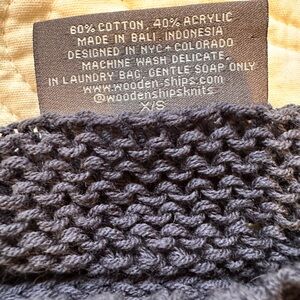 60% COTTON, 40% ACRYLIC
MADE IN BALI, INDONESIA
DESIGNED IN NYC + COLORADO
MACHINE WASH DELICATE,
IN LAUNDRY BAG, GENTLE SOAP ONLY
www.wooden-ships.com
@woodenshipsknits
X/S